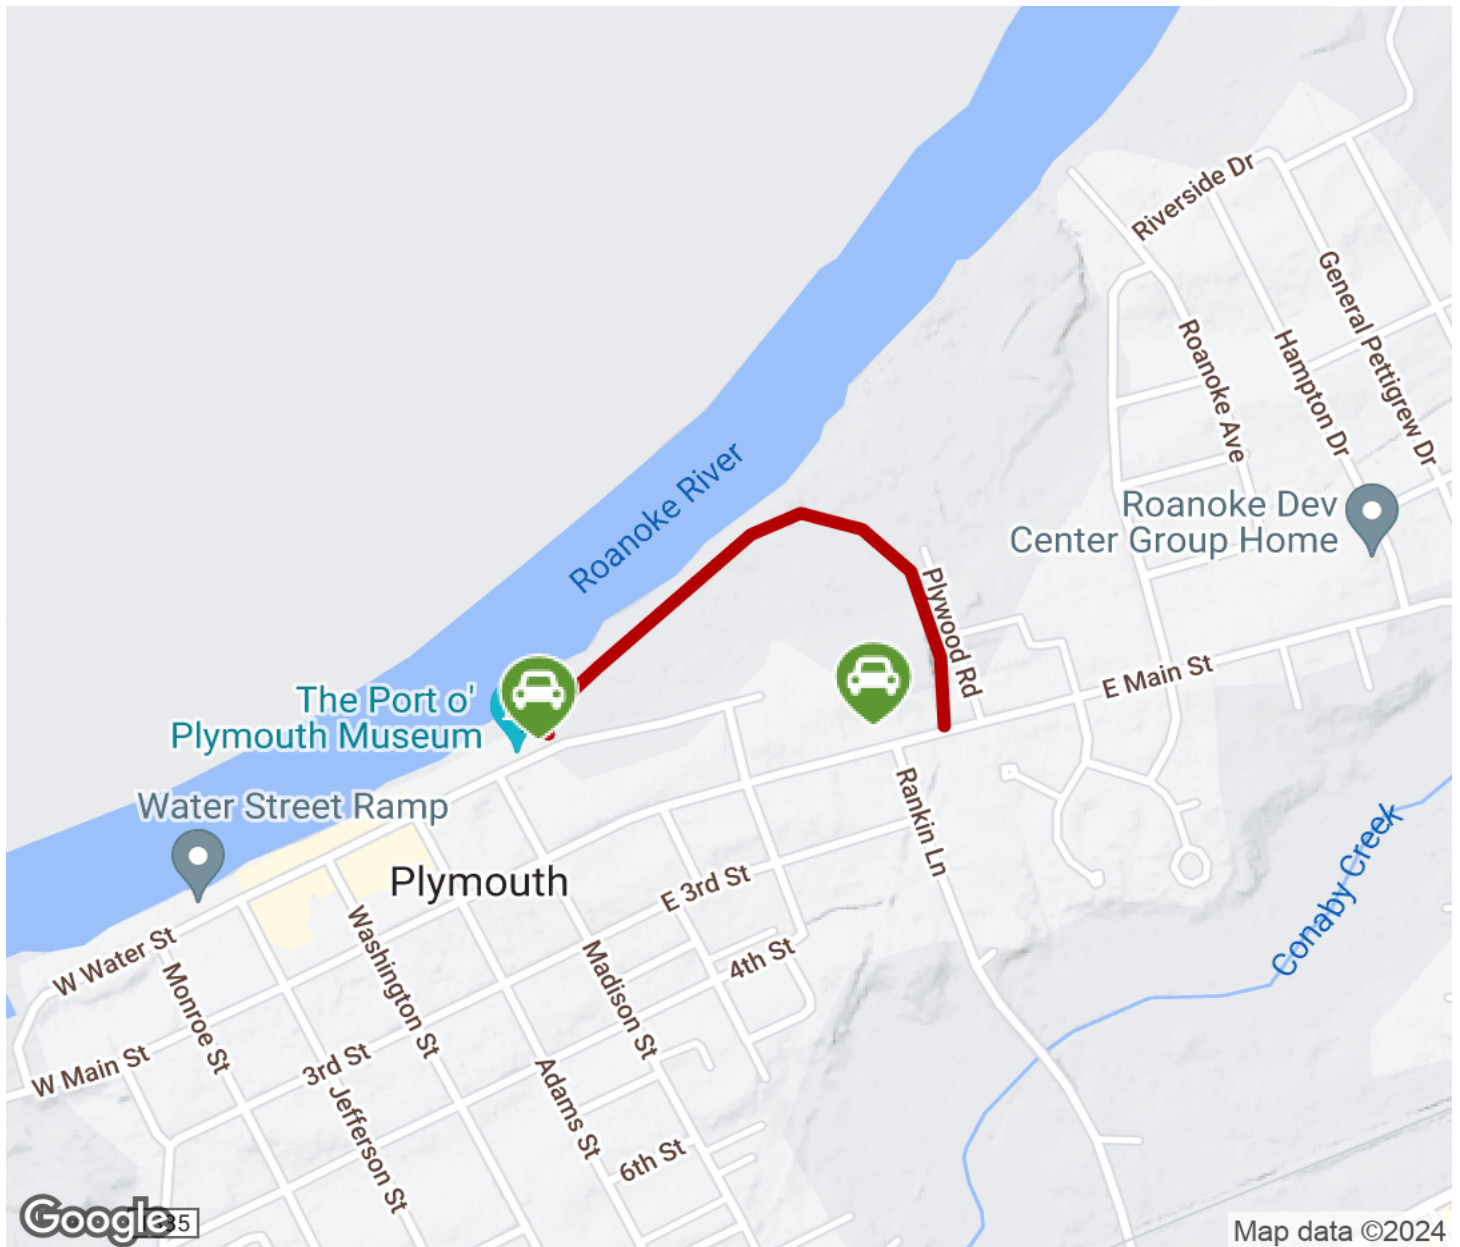 Riverside Dr
General Pettigrew Dr
Roanoke Ave
Hampton Dr
Roanoke River
Roanoke Dev
Center Group Home
Plywood Rd
E Main St
The Port o'
Plymouth Museum
Water Street Ramp
Rankin Ln
Plymouth
E 3rd St
Conaby Creek
W Water St
Washington St
Madison St
4th St
Monroe St
W Main St
3rd St
Adams St
Jefferson St
6th St
Google
Map data ©2024